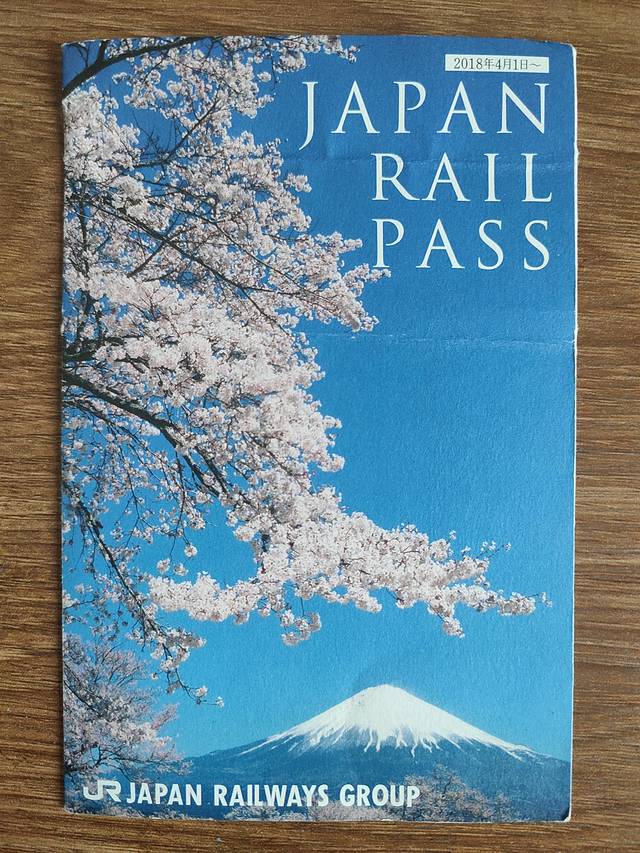 2018年4月1日〜
JAPAN
RAIL
PASS
JR JAPAN RAILWAYS GROUP